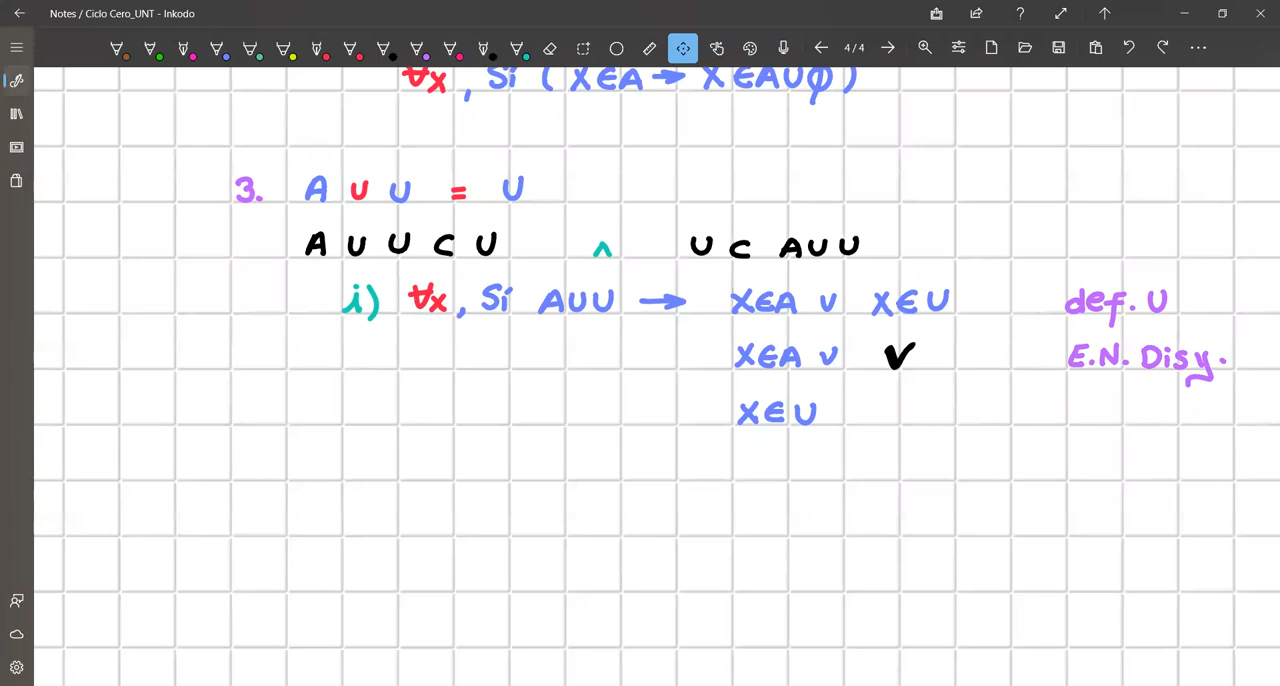 Notes / Ciclo Cero_UNT - Inkodo
4/4
∀x, Si (x∈A → x∈A∪ϕ)
3. A ∪ U = U
A ∪ U ⊂ U ∧ U ⊂ A∪U
i) ∀x, Si A∪U → x∈A ∨ x∈U def. U
x∈A ∨ V E.N. Disy.
x∈U